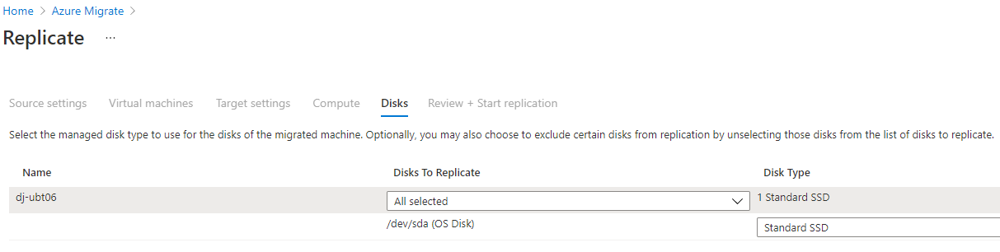 Home > Azure Migrate >
Replicate ...
Source settings Virtual machines Target settings Compute Disks Review + Start replication
Select the managed disk type to use for the disks of the migrated machine. Optionally, you may also choose to exclude certain disks from replication by unselecting those disks from the list of disks to replicate.
Name Disks To Replicate Disk Type
dj-ubt06 All selected 1 Standard SSD
/dev/sda (OS Disk) Standard SSD